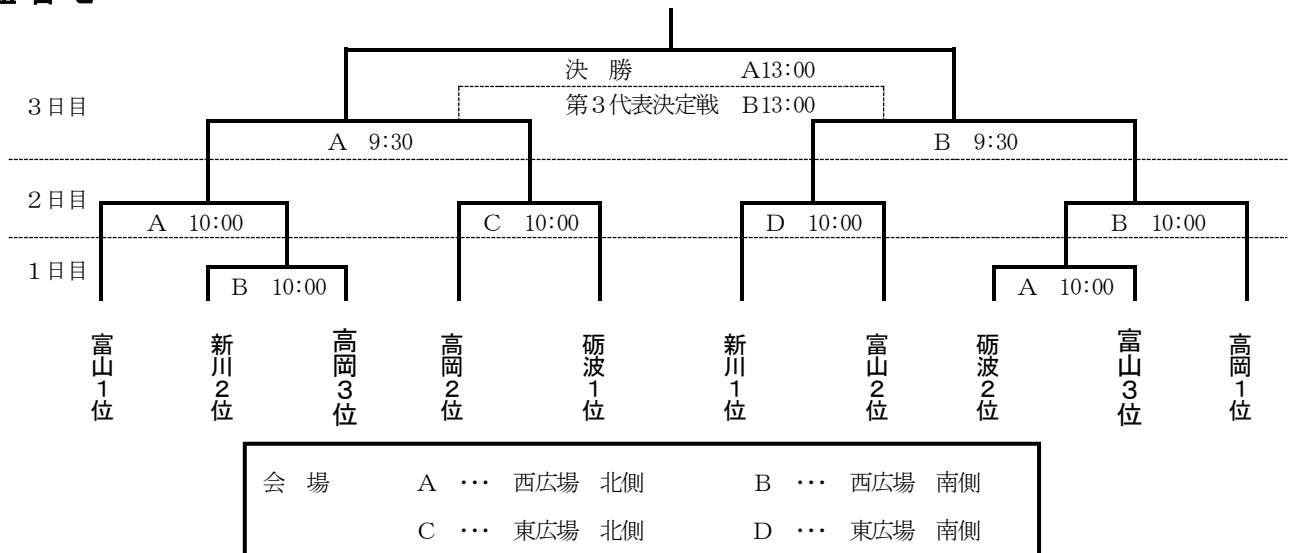 決 勝 A13:00
3日目 第3代表決定戦 B13:00
A 9:30 B 9:30
2日目
A 10:00 C 10:00 D 10:00 B 10:00
1日目
B 10:00 A 10:00
富山1位 新川2位 高岡3位 高岡2位 砺波1位 新川1位 富山2位 砺波2位 富山3位 高岡1位
会 場 A … 西広場 北側 B … 西広場 南側
C … 東広場 北側 D … 東広場 南側